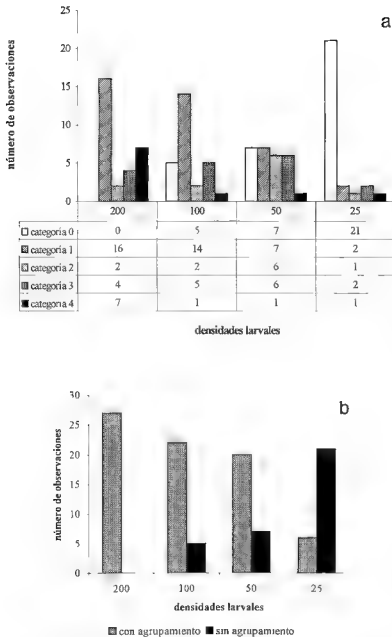 a
número de observaciones
25
20
15
10
5
0
200 100 50 25
categoria 0 0 5 7 21
categoria 1 16 14 7 2
categoria 2 2 2 6 1
categoria 3 4 5 6 2
categoria 4 7 1 1 1
densidades larvales
b
número de observaciones
30
25
20
15
10
5
0
200 100 50 25
densidades larvales
con agrupamiento sin agrupamiento